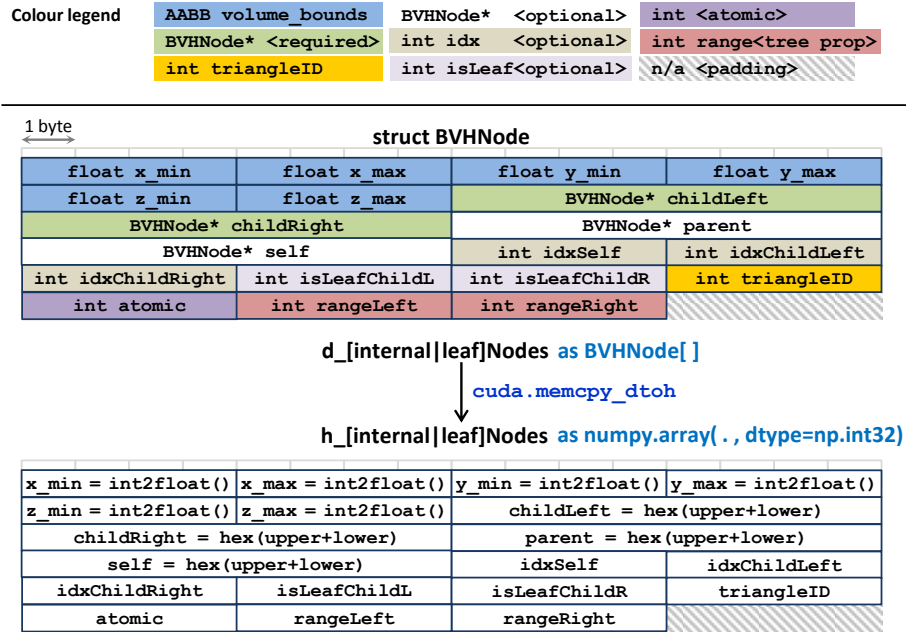 Colour legend AABB volume_bounds BVHNode* <optional> int <atomic>
BVHNode* <required> int idx <optional> int range<tree prop>
int triangleID int isLeaf<optional> n/a <padding>
1 byte
struct BVHNode
float x_min float x_max float y_min float y_max
float z_min float z_max BVHNode* childLeft
BVHNode* childRight BVHNode* parent
BVHNode* self int idxSelf int idxChildLeft
int idxChildRight int isLeafChildL int isLeafChildR int triangleID
int atomic int rangeLeft int rangeRight
d_[internal|leaf]Nodes as BVHNode[ ]
cuda.memcpy_dtoh
h_[internal|leaf]Nodes as numpy.array( . , dtype=np.int32)
x_min = int2float() x_max = int2float() y_min = int2float() y_max = int2float()
z_min = int2float() z_max = int2float() childLeft = hex(upper+lower)
childRight = hex(upper+lower) parent = hex(upper+lower)
self = hex(upper+lower) idxSelf idxChildLeft
idxChildRight isLeafChildL isLeafChildR triangleID
atomic rangeLeft rangeRight